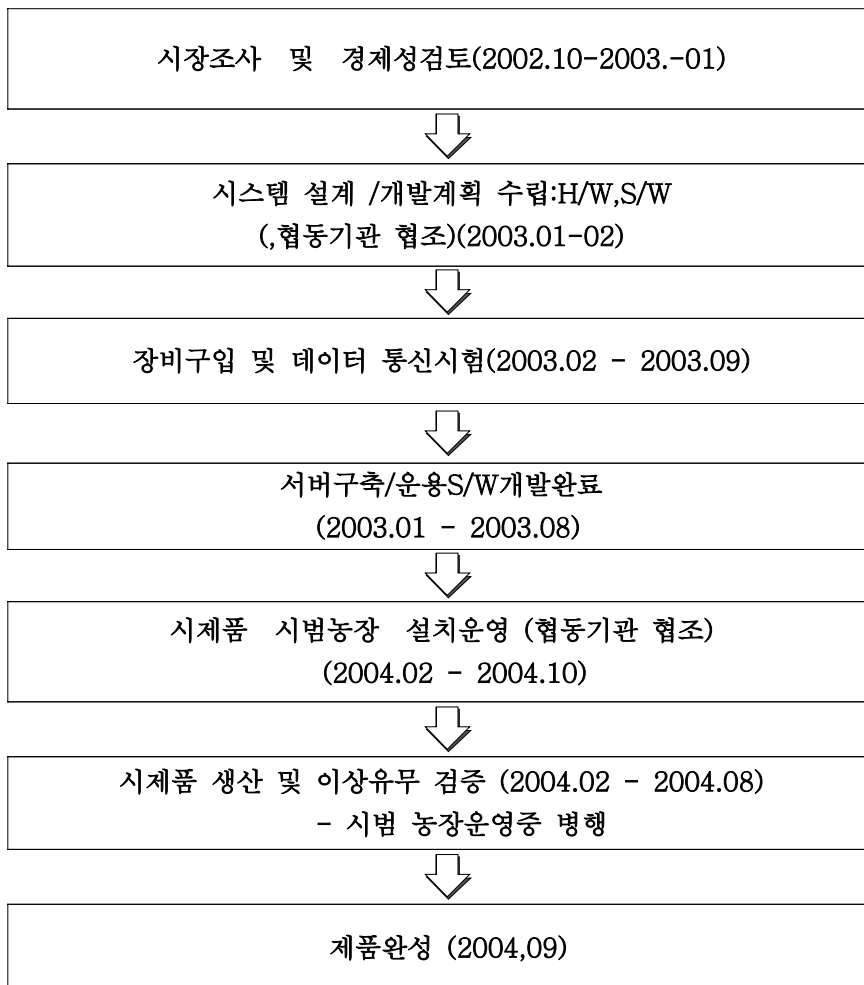 시장조사 및 경제성검토(2002.10-2003.-01)
시스템 설계 /개발계획 수립:H/W,S/W
(,협동기관 협조)(2003.01-02)
장비구입 및 데이터 통신시험(2003.02 - 2003.09)
서버구축/운용S/W개발완료
(2003.01 - 2003.08)
시제품 시범농장 설치운영 (협동기관 협조)
(2004.02 - 2004.10)
시제품 생산 및 이상유무 검증 (2004.02 - 2004.08)
- 시범 농장운영중 병행
제품완성 (2004,09)